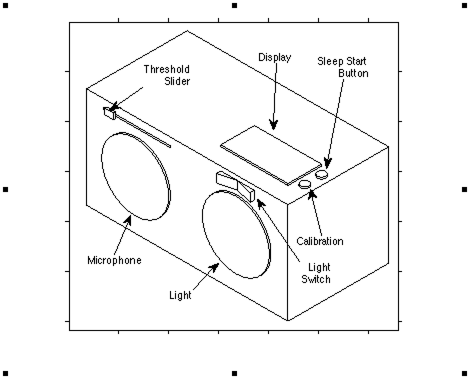 Display
Sleep Start
Button
Threshold
Slider
Calibration
Microphone
Light
Switch
Light